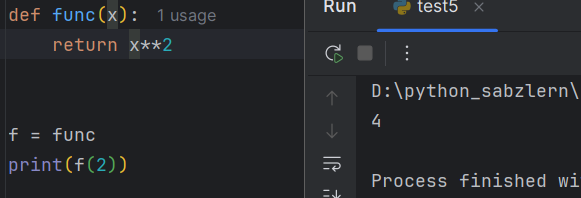 def func(x): 1 usage
    return x**2
f = func
print(f(2))
Run test5
D:\python_sabzlern\
4
Process finished wi